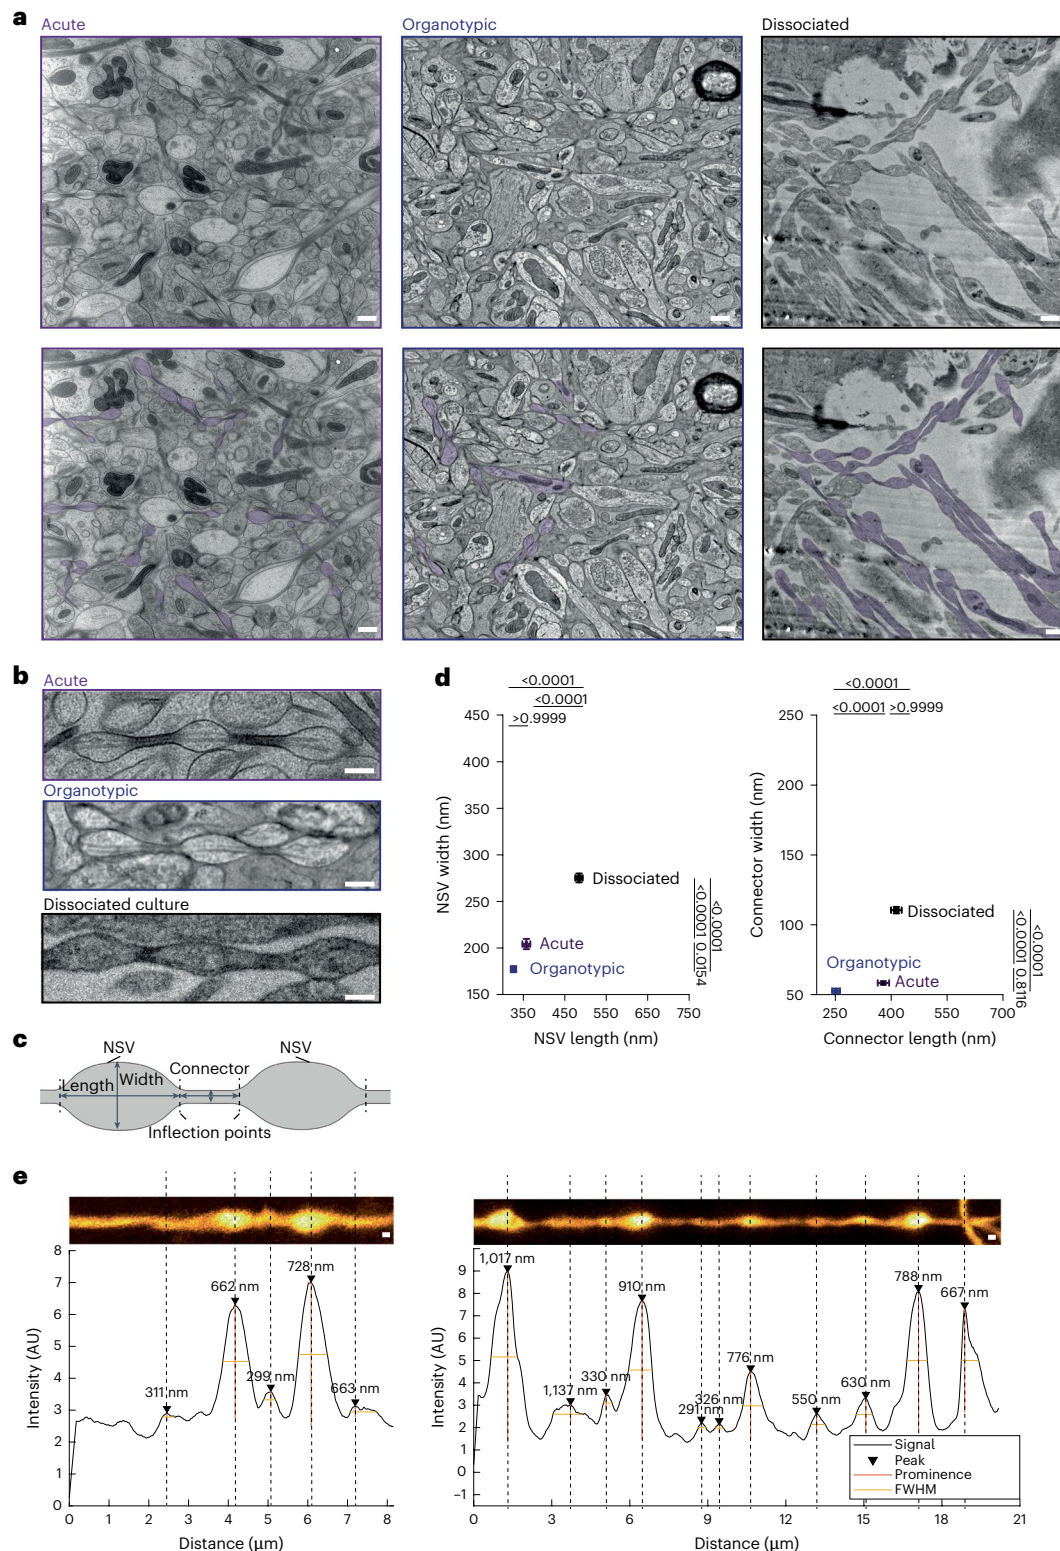 a
Acute
Organotypic
Dissociated
b
Acute
Organotypic
Dissociated culture
c
NSV
NSV
Connector
Length
Width
Inflection points
d
<0.0001
<0.0001
>0.9999
450
400
350
300
250
200
150
NSV width (nm)
Dissociated
Acute
Organotypic
<0.0001
<0.0001 0.0154
350 450 550 650 750
NSV length (nm)
<0.0001
<0.0001 >0.9999
250
200
150
100
50
Connector width (nm)
Dissociated
Organotypic
Acute
<0.0001
<0.0001 0.8116
250 400 550 700
Connector length (nm)
e
8
7
6
5
4
3
2
1
0
Intensity (AU)
311 nm
662 nm
299 nm
728 nm
663 nm
0 1 2 3 4 5 6 7 8
Distance (µm)
9
8
7
6
5
4
3
2
1
0
–1
Intensity (AU)
1,017 nm
1,137 nm
330 nm
910 nm
291 nm
326 nm
776 nm
550 nm
630 nm
788 nm
667 nm
Signal
Peak
Prominence
FWHM
0 3 6 9 12 15 18 21
Distance (µm)